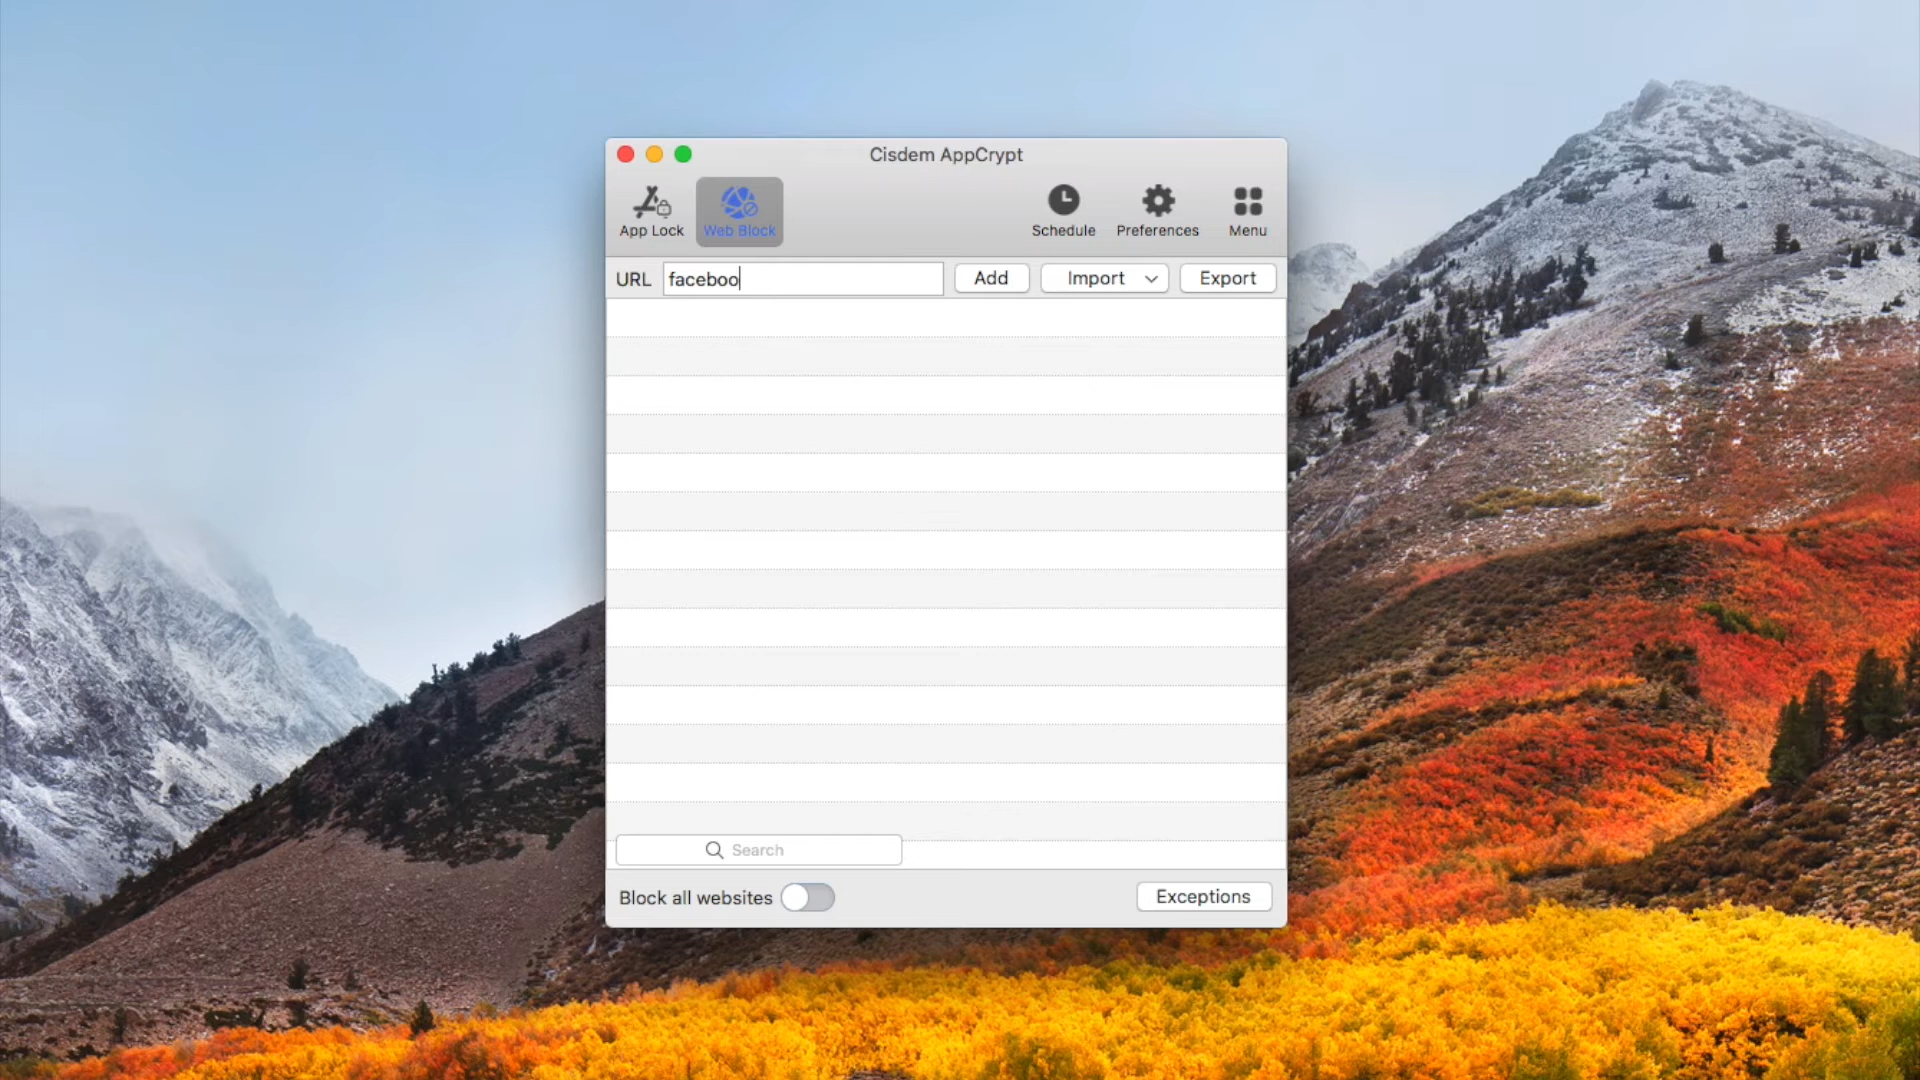 Cisdem AppCrypt
App Lock
Web Block
Schedule
Preferences
Menu
URL
faceboo
Add
Import
Export
Search
Block all websites
Exceptions